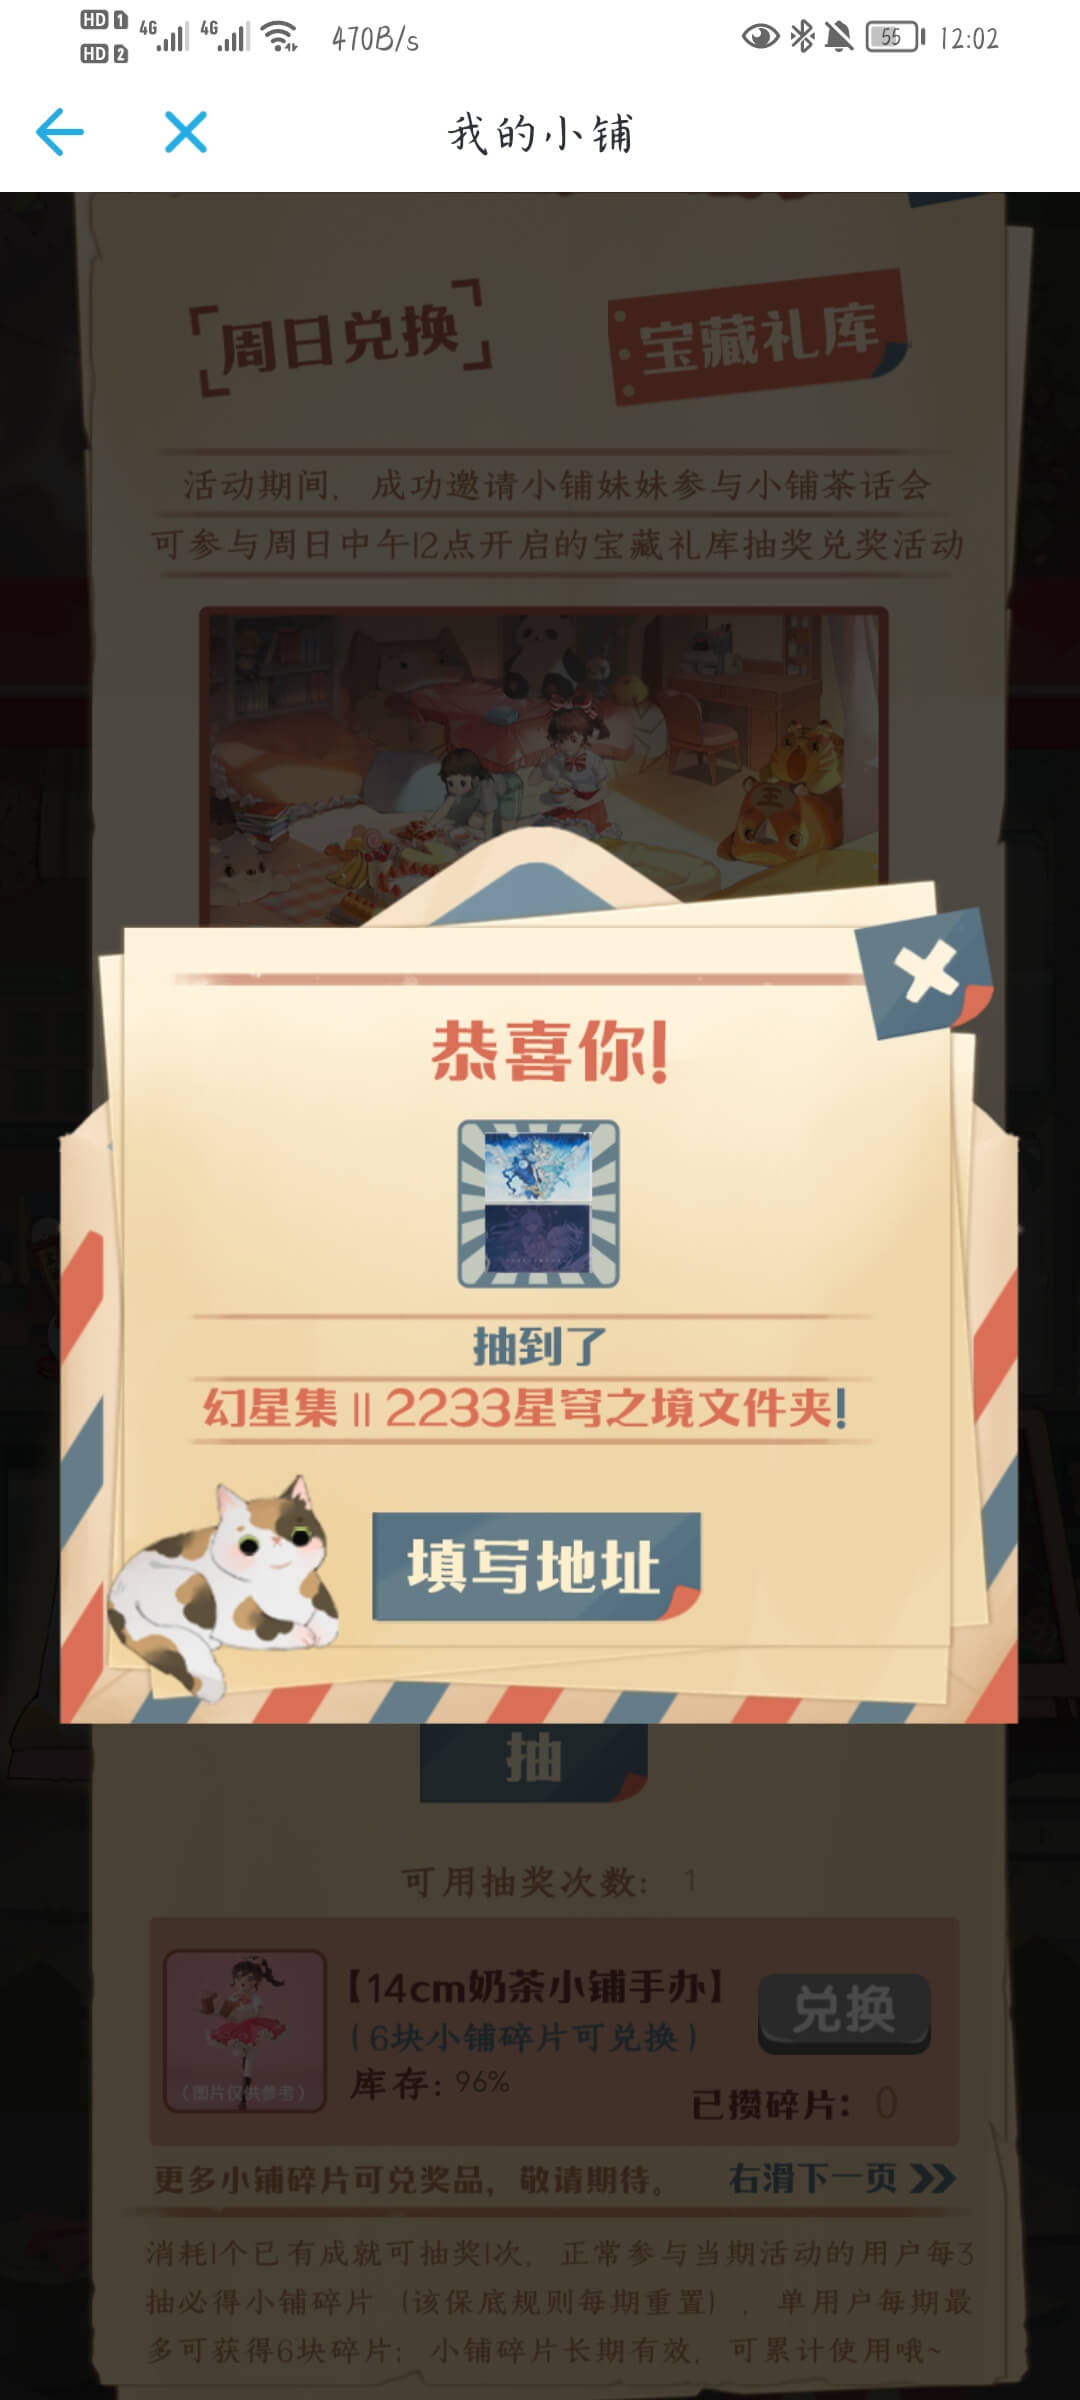 HD 1 4G 4G 470B/s 55 12:02
HD 2
我的小铺
周日兑换
宝藏礼库
活动期间，成功邀请小铺妹妹参与小铺茶话会
可参与周日中午12点开启的宝藏礼库抽奖兑奖活动
恭喜你!
抽到了
幻星集 || 2233星穹之境文件夹!
填写地址
抽
可用抽奖次数: 1
【14cm奶茶小铺手办】
（6块小铺碎片可兑换）
兑换
库存: 96%
（图片仅供参考）
已攒碎片: 0
更多小铺碎片可兑奖品，敬请期待。
右滑下一页
消耗1个已有成就可抽奖1次，正常参与当期活动的用户每3
抽必得小铺碎片（该保底规则每期重置），单用户每期最
多可获得6块碎片；小铺碎片长期有效，可累计使用哦~